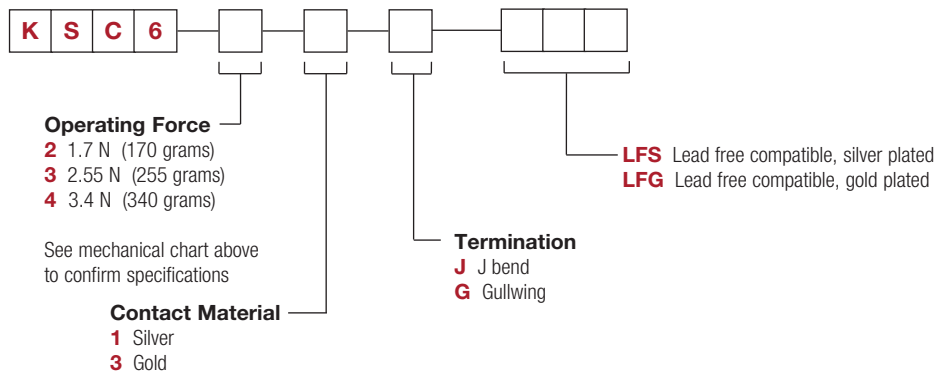 K S C 6
Operating Force
2 1.7 N (170 grams)
3 2.55 N (255 grams)
4 3.4 N (340 grams)
See mechanical chart above
to confirm specifications
Contact Material
1 Silver
3 Gold
Termination
J J bend
G Gullwing
LFS Lead free compatible, silver plated
LFG Lead free compatible, gold plated